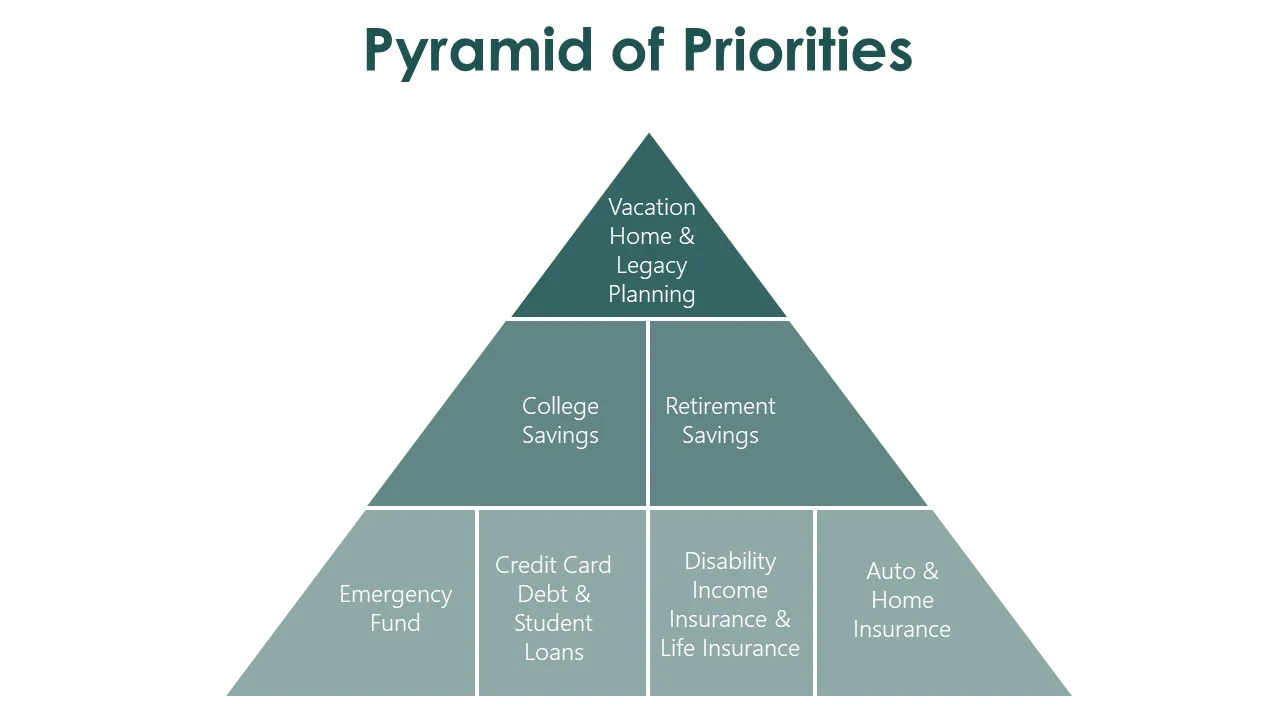 Pyramid of Priorities
Vacation
Home &
Legacy
Planning
College
Savings
Retirement
Savings
Emergency
Fund
Credit Card
Debt &
Student
Loans
Disability
Income
Insurance &
Life Insurance
Auto &
Home
Insurance